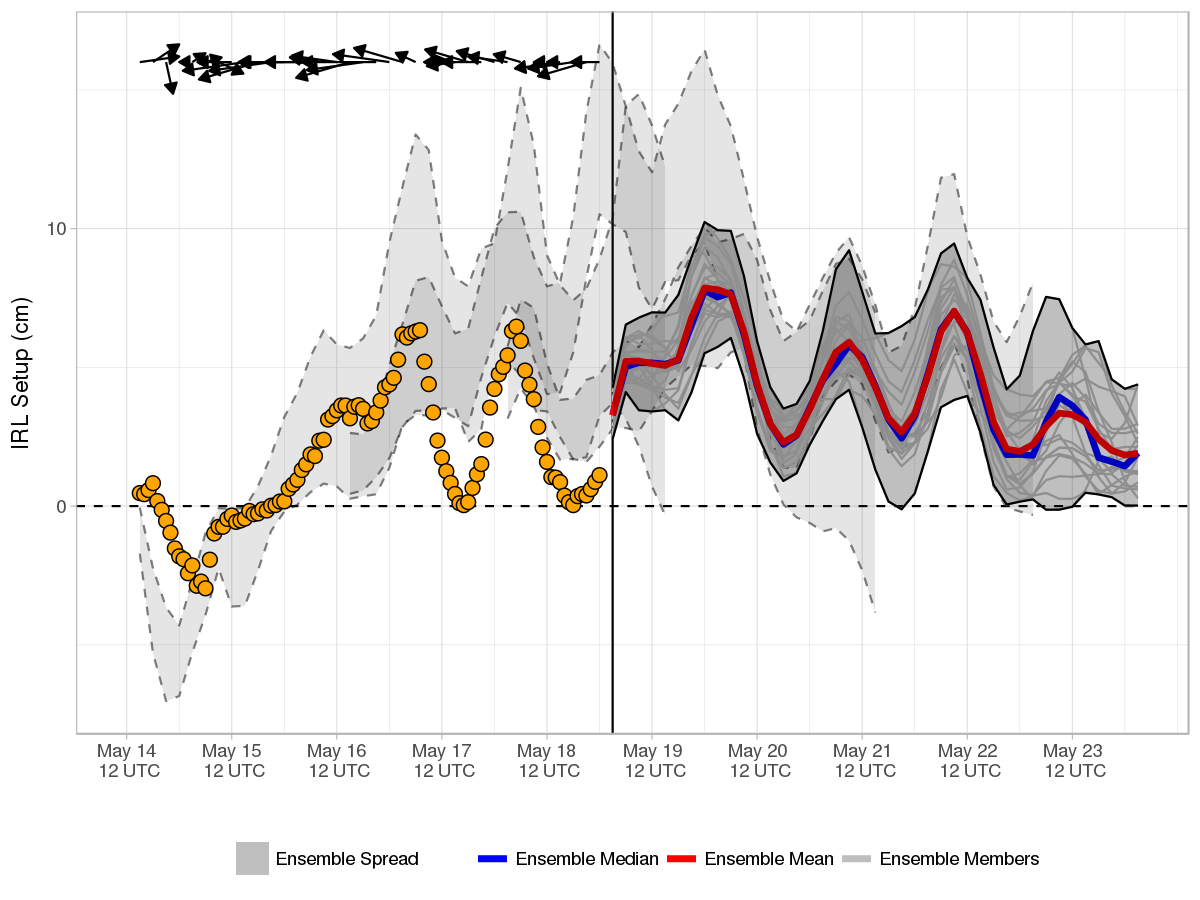 IRL Setup (cm)
10
0
May 14
12 UTC
May 15
12 UTC
May 16
12 UTC
May 17
12 UTC
May 18
12 UTC
May 19
12 UTC
May 20
12 UTC
May 21
12 UTC
May 22
12 UTC
May 23
12 UTC
Ensemble Spread
Ensemble Median
Ensemble Mean
Ensemble Members